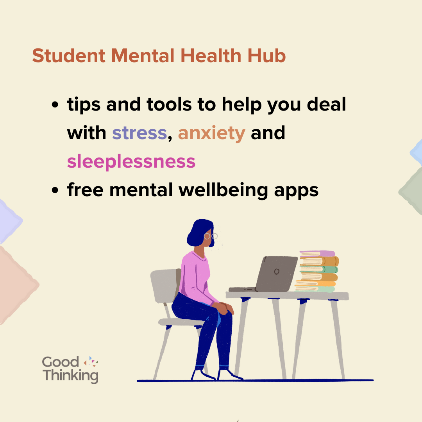 Student Mental Health Hub
• tips and tools to help you deal
with stress, anxiety and
sleeplessness
• free mental wellbeing apps
Good
Thinking